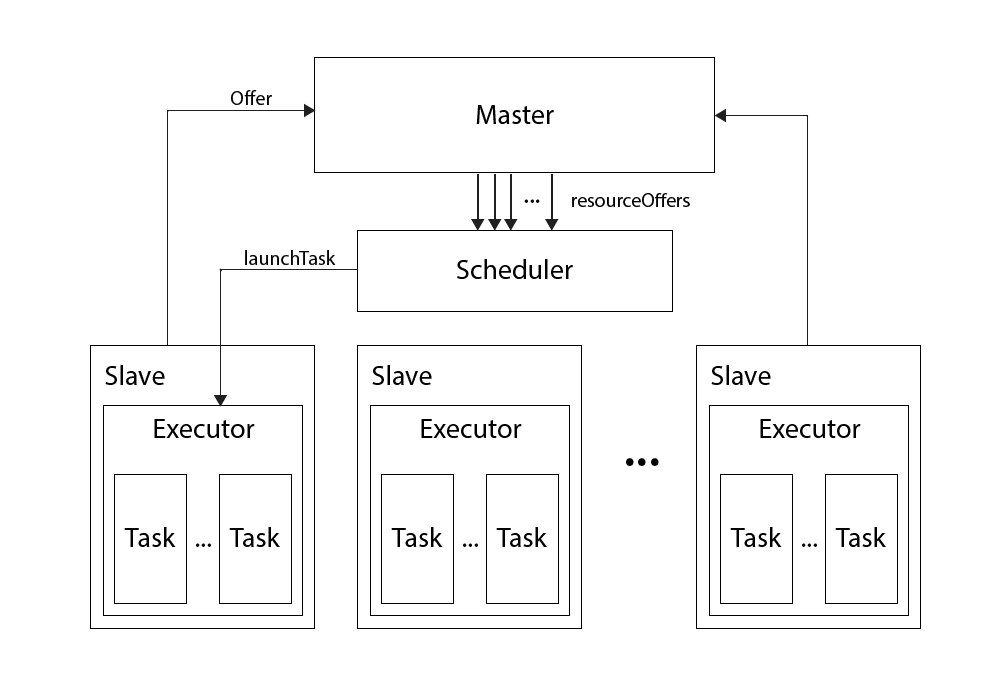 Offer
Master
...
resourceOffers
launchTask
Scheduler
Slave
Executor
Task ... Task
Slave
Executor
Task ... Task
...
Slave
Executor
Task ... Task